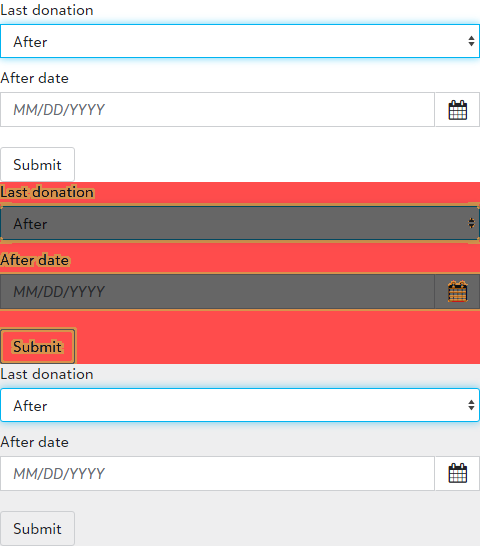 Last donation
After
After date
MM/DD/YYYY
Submit
Last donation
After
After date
MM/DD/YYYY
Submit
Last donation
After
After date
MM/DD/YYYY
Submit